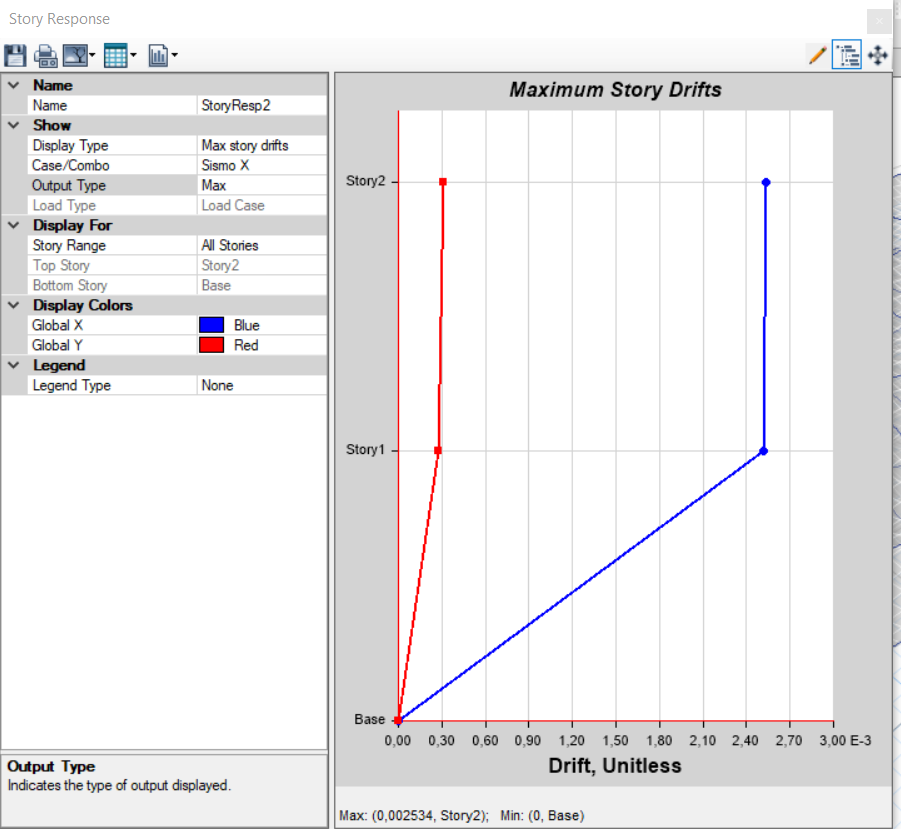 Story Response
Name
Name StoryResp2
Show
Display Type Max story drifts
Case/Combo Sismo X
Output Type Max
Load Type Load Case
Display For
Story Range All Stories
Top Story Story2
Bottom Story Base
Display Colors
Global X Blue
Global Y Red
Legend
Legend Type None
Output Type
Indicates the type of output displayed.
Maximum Story Drifts
Story2
Story1
Base
0,00 0,30 0,60 0,90 1,20 1,50 1,80 2,10 2,40 2,70 3,00 E-3
Drift, Unitless
Max: (0,002534, Story2); Min: (0, Base)